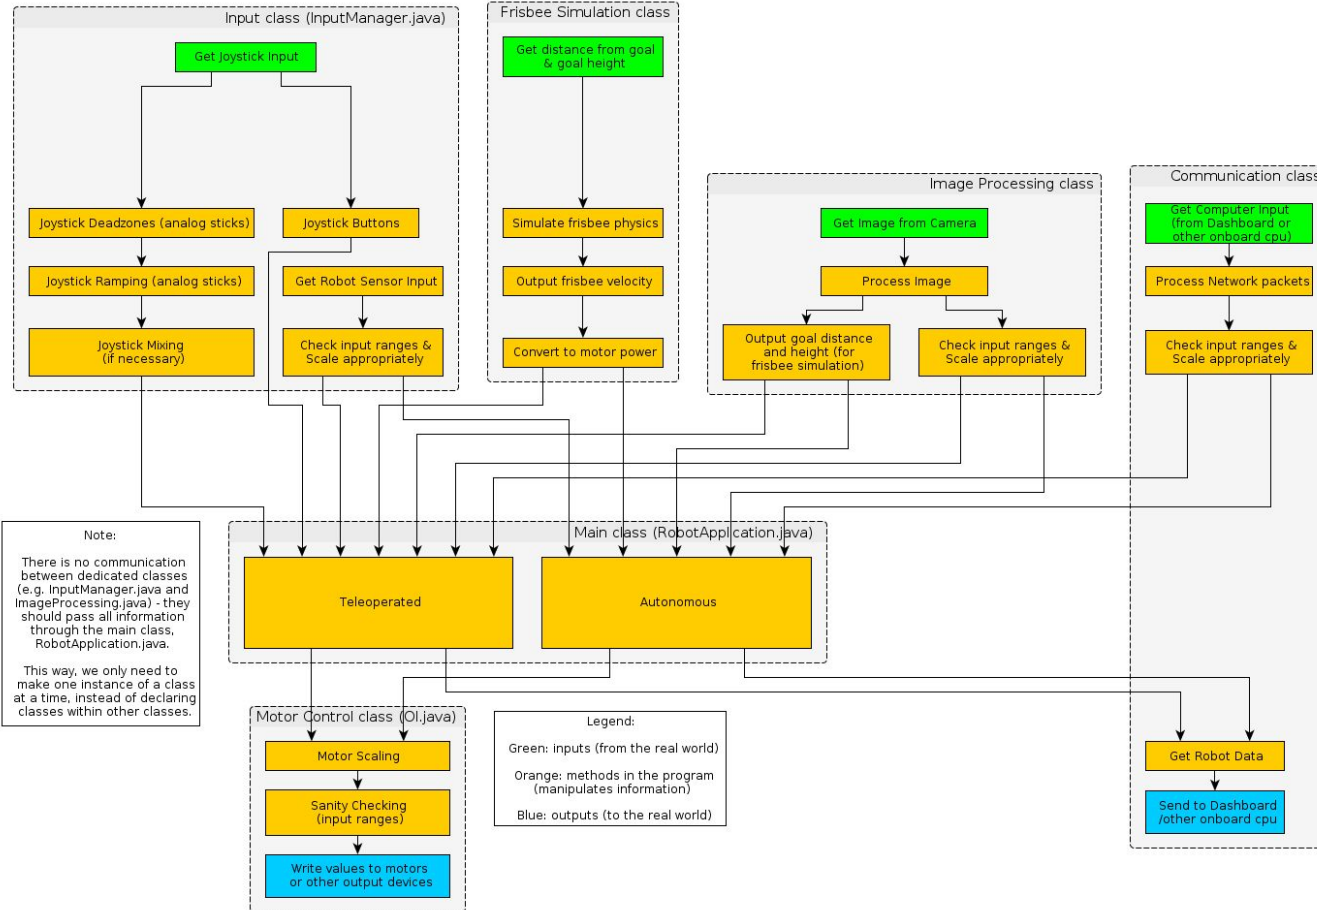 Input class (InputManager.java)
Get Joystick Input
Joystick Deadzones (analog sticks)
Joystick Buttons
Joystick Ramping (analog sticks)
Get Robot Sensor Input
Joystick Mixing
(if necessary)
Check input ranges &
Scale appropriately
Frisbee Simulation class
Get distance from goal
& goal height
Simulate frisbee physics
Output frisbee velocity
Convert to motor power
Image Processing class
Get Image from Camera
Process Image
Output goal distance
and height (for
frisbee simulation)
Check input ranges &
Scale appropriately
Communication class
Get Computer Input
(from Dashboard or
other onboard cpu)
Process Network packets
Check input ranges &
Scale appropriately
Note:
There is no communication
between dedicated classes
(e.g. InputManager.java and
ImageProcessing.java) - they
should pass all information
through the main class,
RobotApplication.java.
This way, we only need to
make one instance of a class
at a time, instead of declaring
classes within other classes.
Main class (RobotApplication.java)
Teleoperated
Autonomous
Motor Control class (OI.java)
Motor Scaling
Sanity Checking
(input ranges)
Write values to motors
or other output devices
Legend:
Green: inputs (from the real world)
Orange: methods in the program
(manipulates information)
Blue: outputs (to the real world)
Get Robot Data
Send to Dashboard
/other onboard cpu